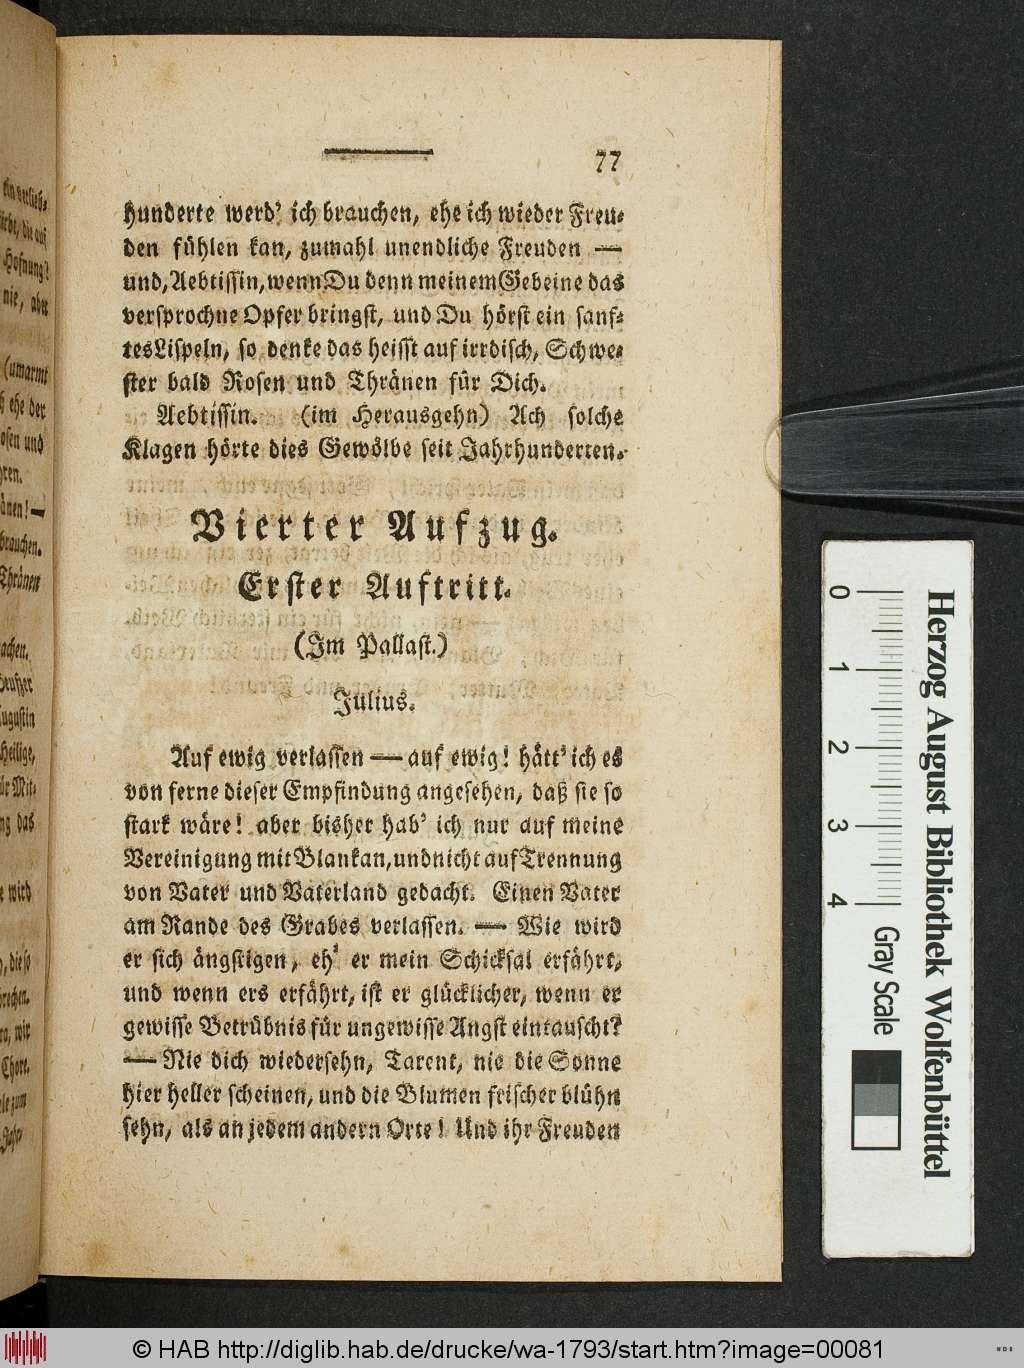 77
hunderte werd' ich brauchen, ehe ich wieder Freu-
den fühlen kan, zumahl unendliche Freuden —
und, Aebtissin, wenn Du denn meinem Gebeine das
versprochne Opfer bringst, und Du hörst ein sanf-
tes Lispeln, so denke das heisst auf irrdisch, Schwe-
ster bald Rosen und Thränen für Dich.
Aebtissin. (im Herausgehn) Ach solche
Klagen hörte dies Gewölbe seit Jahrhunderten.
Vierter Aufzug.
Erster Auftritt.
(Im Pallast.)
Julius.
Auf ewig verlassen — auf ewig! hätt' ich es
von ferne dieser Empfindung angesehen, daß sie so
stark wäre! aber bisher hab' ich nur auf meine
Vereinigung mit Blankan, und nicht auf Trennung
von Vater und Vaterland gedacht. Einen Vater
am Rande des Grabes verlassen. — Wie wird
er sich ängstigen, eh' er mein Schicksal erfährt,
und wenn ers erfährt, ist er glücklicher, wenn er
gewisse Betrübnis für ungewisse Angst eintauscht?
— Nie dich wiedersehn, Tarent, nie die Sonne
hier heller scheinen, und die Blumen frischer blühn
sehn, als an jedem andern Orte! Und ihr Freuden
0 1 2 3 4
Gray Scale
Herzog August Bibliothek Wolfenbüttel
© HAB http://diglib.hab.de/drucke/wa-1793/start.htm?image=00081